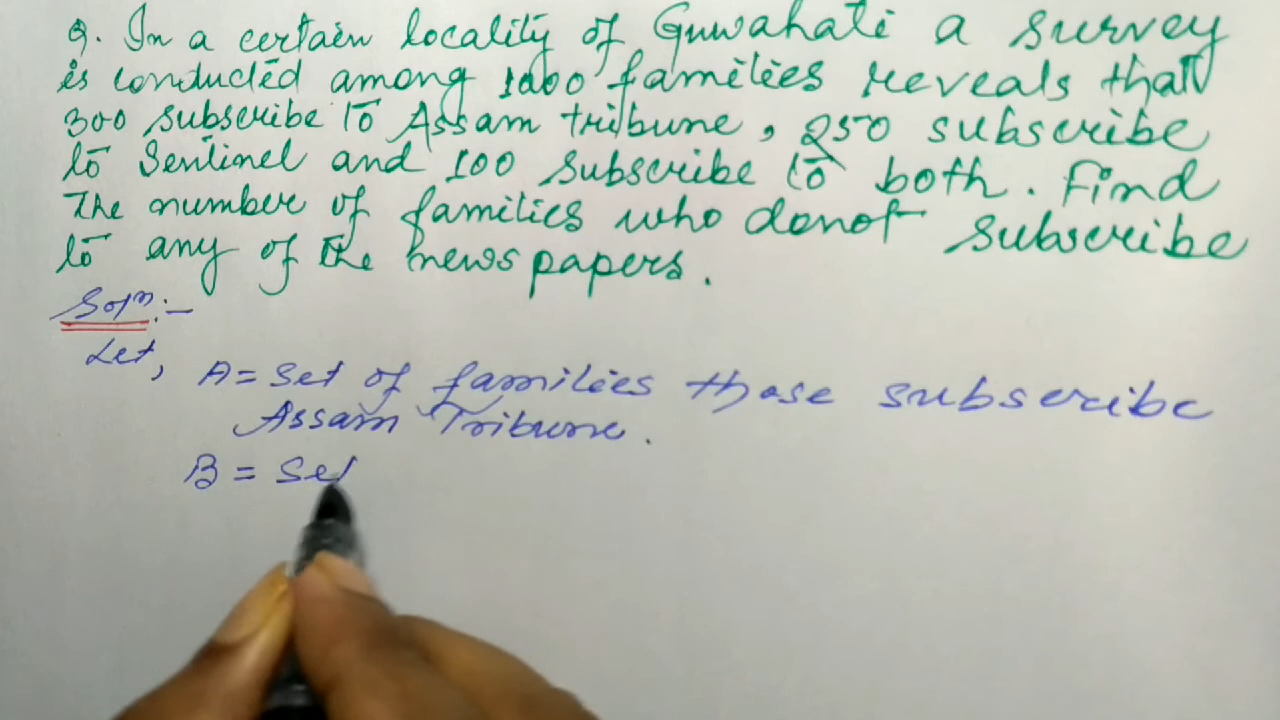 Q. In a certain locality of Guwahati a survey
is conducted among 1000 families reveals that
300 subscribe to Assam tribune, 250 subscribe
to Sentinel and 100 subscribe to both. Find
The number of families who donot subscribe
to any of the news papers.
Soln:-
Let,
A = Set of families those subscribe
Assam Tribune.
B = Set